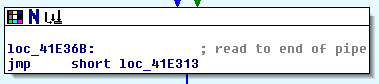 loc_41E36B: ; read to end of pipe
jmp short loc_41E313